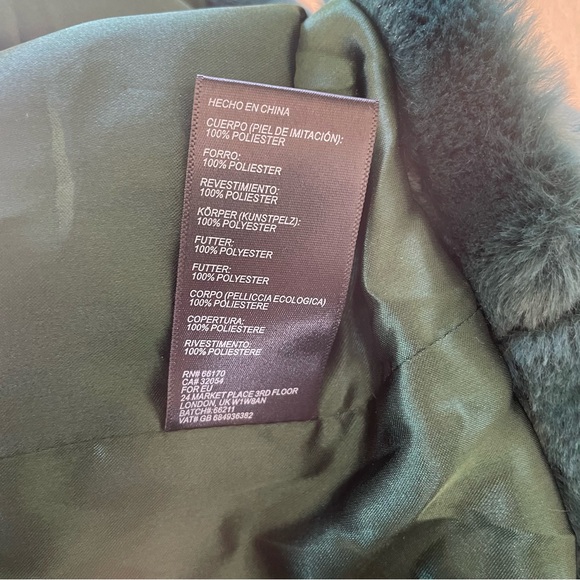 HECHO EN CHINA
CUERPO (PIEL DE IMITACIÓN):
100% POLIESTER
FORRO:
100% POLIESTER
REVESTIMIENTO:
100% POLIESTER
KÖRPER (KUNSTPELZ):
100% POLYESTER
FUTTER:
100% POLYESTER
FUTTER:
100% POLYESTER
CORPO (PELLICCIA ECOLOGICA)
100% POLIESTERE
COPERTURA:
100% POLIESTERE
RIVESTIMENTO:
100% POLIESTERE
RN# 66170
CA# 32054
FOR EU
24 MARKET PLACE 3RD FLOOR
LONDON, UK W1W8AN
BATCH#:66211
VAT# GB 684936382